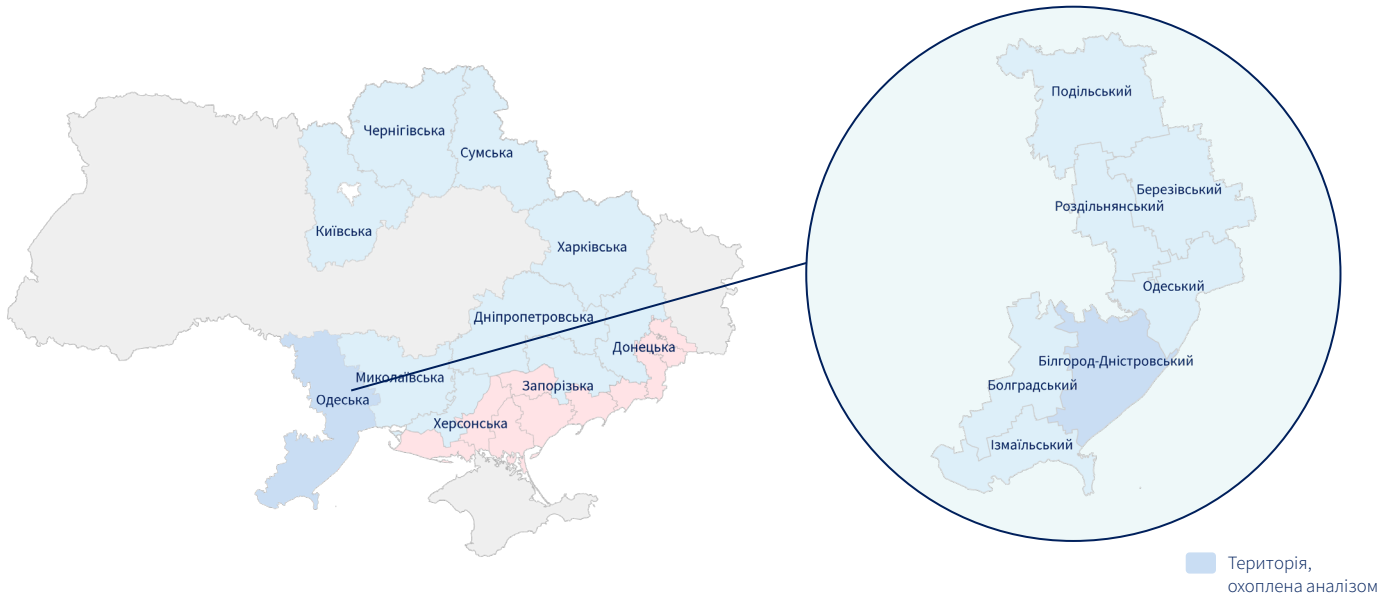 Чернігівська
Сумська
Київська
Харківська
Дніпропетровська
Донецька
Миколаївська
Запорізька
Одеська
Херсонська
Подільський
Березівський
Роздільнянський
Одеський
Білгород-Дністровський
Болградський
Ізмаїльський
Територія,
охоплена аналізом